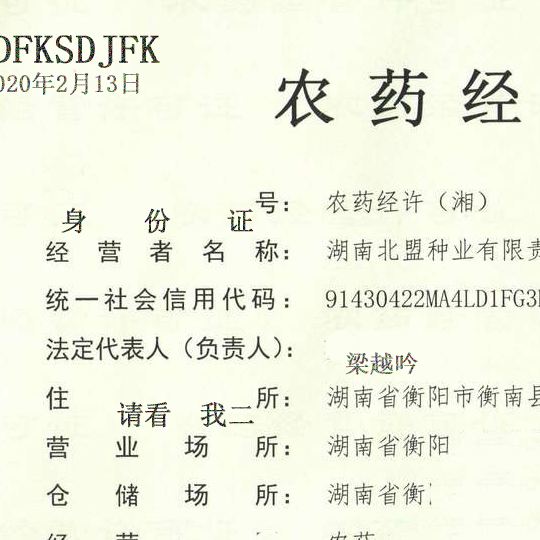 DFKSDJFK
020年2月13日
农药经
身份证号：农药经许（湘）
经营者名称：湖南北盟种业有限责
统一社会信用代码：91430422MA4LD1FG3
法定代表人（负责人）：
梁越吟
住所：湖南省衡阳市衡南县
请看 我二
营业场所：湖南省衡阳
仓储场所：湖南省衡
经营 农药